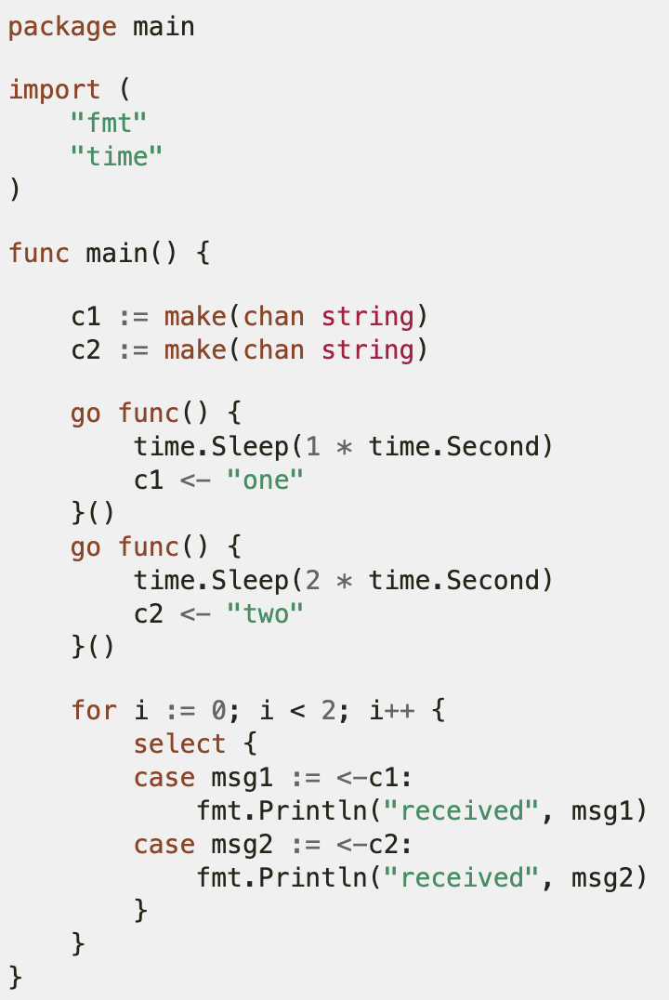 package main
import (
    "fmt"
    "time"
)
func main() {
    c1 := make(chan string)
    c2 := make(chan string)
    go func() {
        time.Sleep(1 * time.Second)
        c1 <- "one"
    }()
    go func() {
        time.Sleep(2 * time.Second)
        c2 <- "two"
    }()
    for i := 0; i < 2; i++ {
        select {
        case msg1 := <-c1:
            fmt.Println("received", msg1)
        case msg2 := <-c2:
            fmt.Println("received", msg2)
        }
    }
}